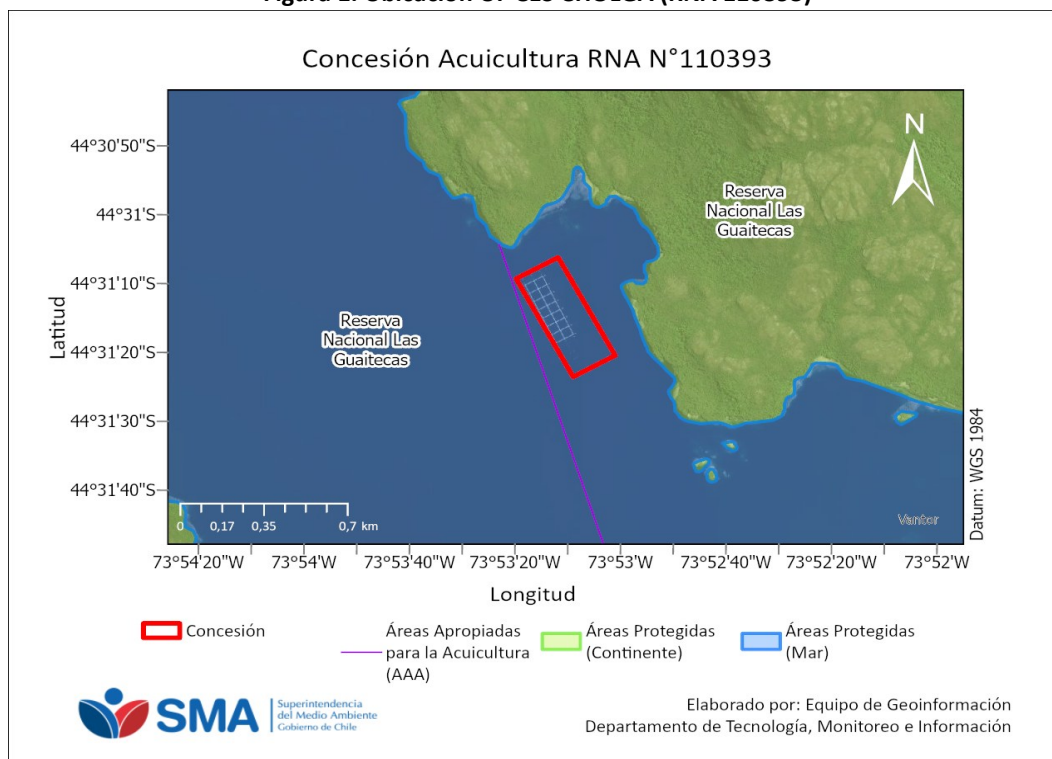 Concesión Acuicultura RNA N°110393
44°30'50"S
44°31'S
44°31'10"S
44°31'20"S
44°31'30"S
44°31'40"S
Latitud
Reserva
Nacional Las
Guaitecas
Reserva
Nacional Las
Guaitecas
N
Datum: WGS 1984
Vantor
0
0,17
0,35
0,7 km
73°54'20"W
73°54'W
73°53'40"W
73°53'20"W
73°53'W
73°52'40"W
73°52'20"W
73°52'W
Longitud
Concesión
Áreas Apropiadas
para la Acuicultura
(AAA)
Áreas Protegidas
(Continente)
Áreas Protegidas
(Mar)
SMA
Superintendencia
del Medio Ambiente
Gobierno de Chile
Elaborado por: Equipo de Geoinformación
Departamento de Tecnología, Monitoreo e Información